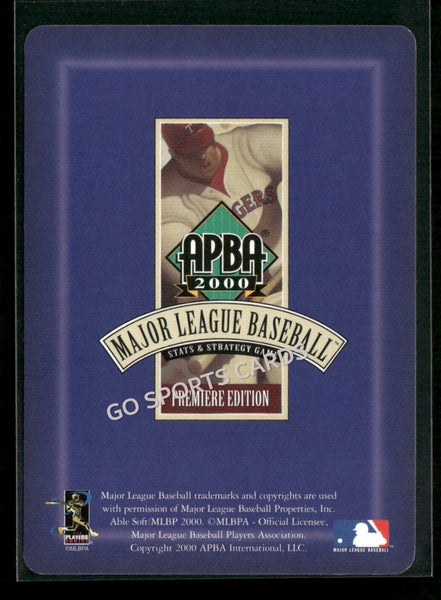 T
GERS
APBA®
2000
MAJOR LEAGUE BASEBALL™
STATS & STRATEGY GAME
GO SPORTS CARDS
PREMIERE EDITION
Major League Baseball trademarks and copyrights are used
with permission of Major League Baseball Properties, Inc.
Able Soft/MLBP 2000. ©MLBPA - Official Licensee,
Major League Baseball Players Association.
Copyright 2000 APBA International, LLC.
PLAYERS
©MLBPA
MAJOR LEAGUE BASEBALL